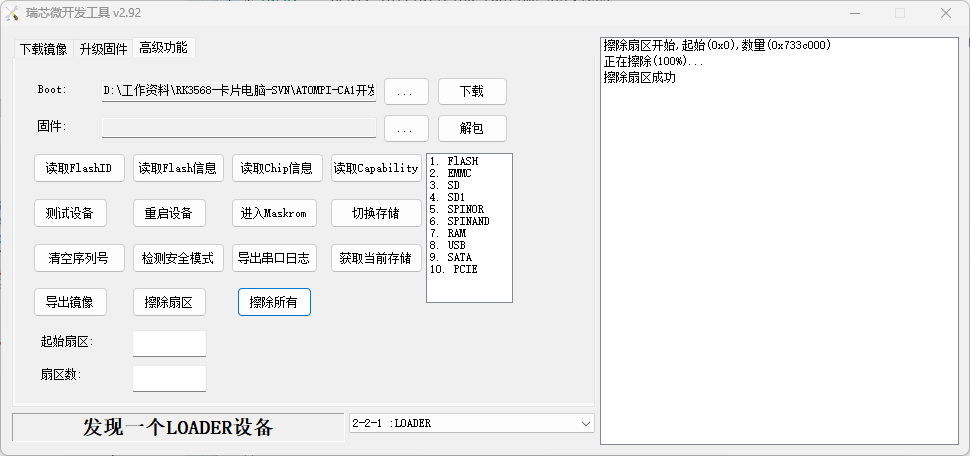 瑞芯微开发工具 v2.92
下载镜像 升级固件 高级功能
Boot: D:\工作资料\RK3568-卡片电脑-SVN\ATOMPI-CA1开发 ... 下载
固件: ... 解包
读取FlashID 读取Flash信息 读取Chip信息 读取Capability
测试设备 重启设备 进入Maskrom 切换存储
清空序列号 检测安全模式 导出串口日志 获取当前存储
导出镜像 擦除扇区 擦除所有
1. FlASH
2. EMMC
3. SD
4. SD1
5. SPINOR
6. SPINAND
7. RAM
8. USB
9. SATA
10. PCIE
起始扇区:
扇区数:
发现一个LOADER设备 2-2-1 :LOADER
擦除扇区开始,起始(0x0),数量(0x733c000)
正在擦除(100%)...
擦除扇区成功